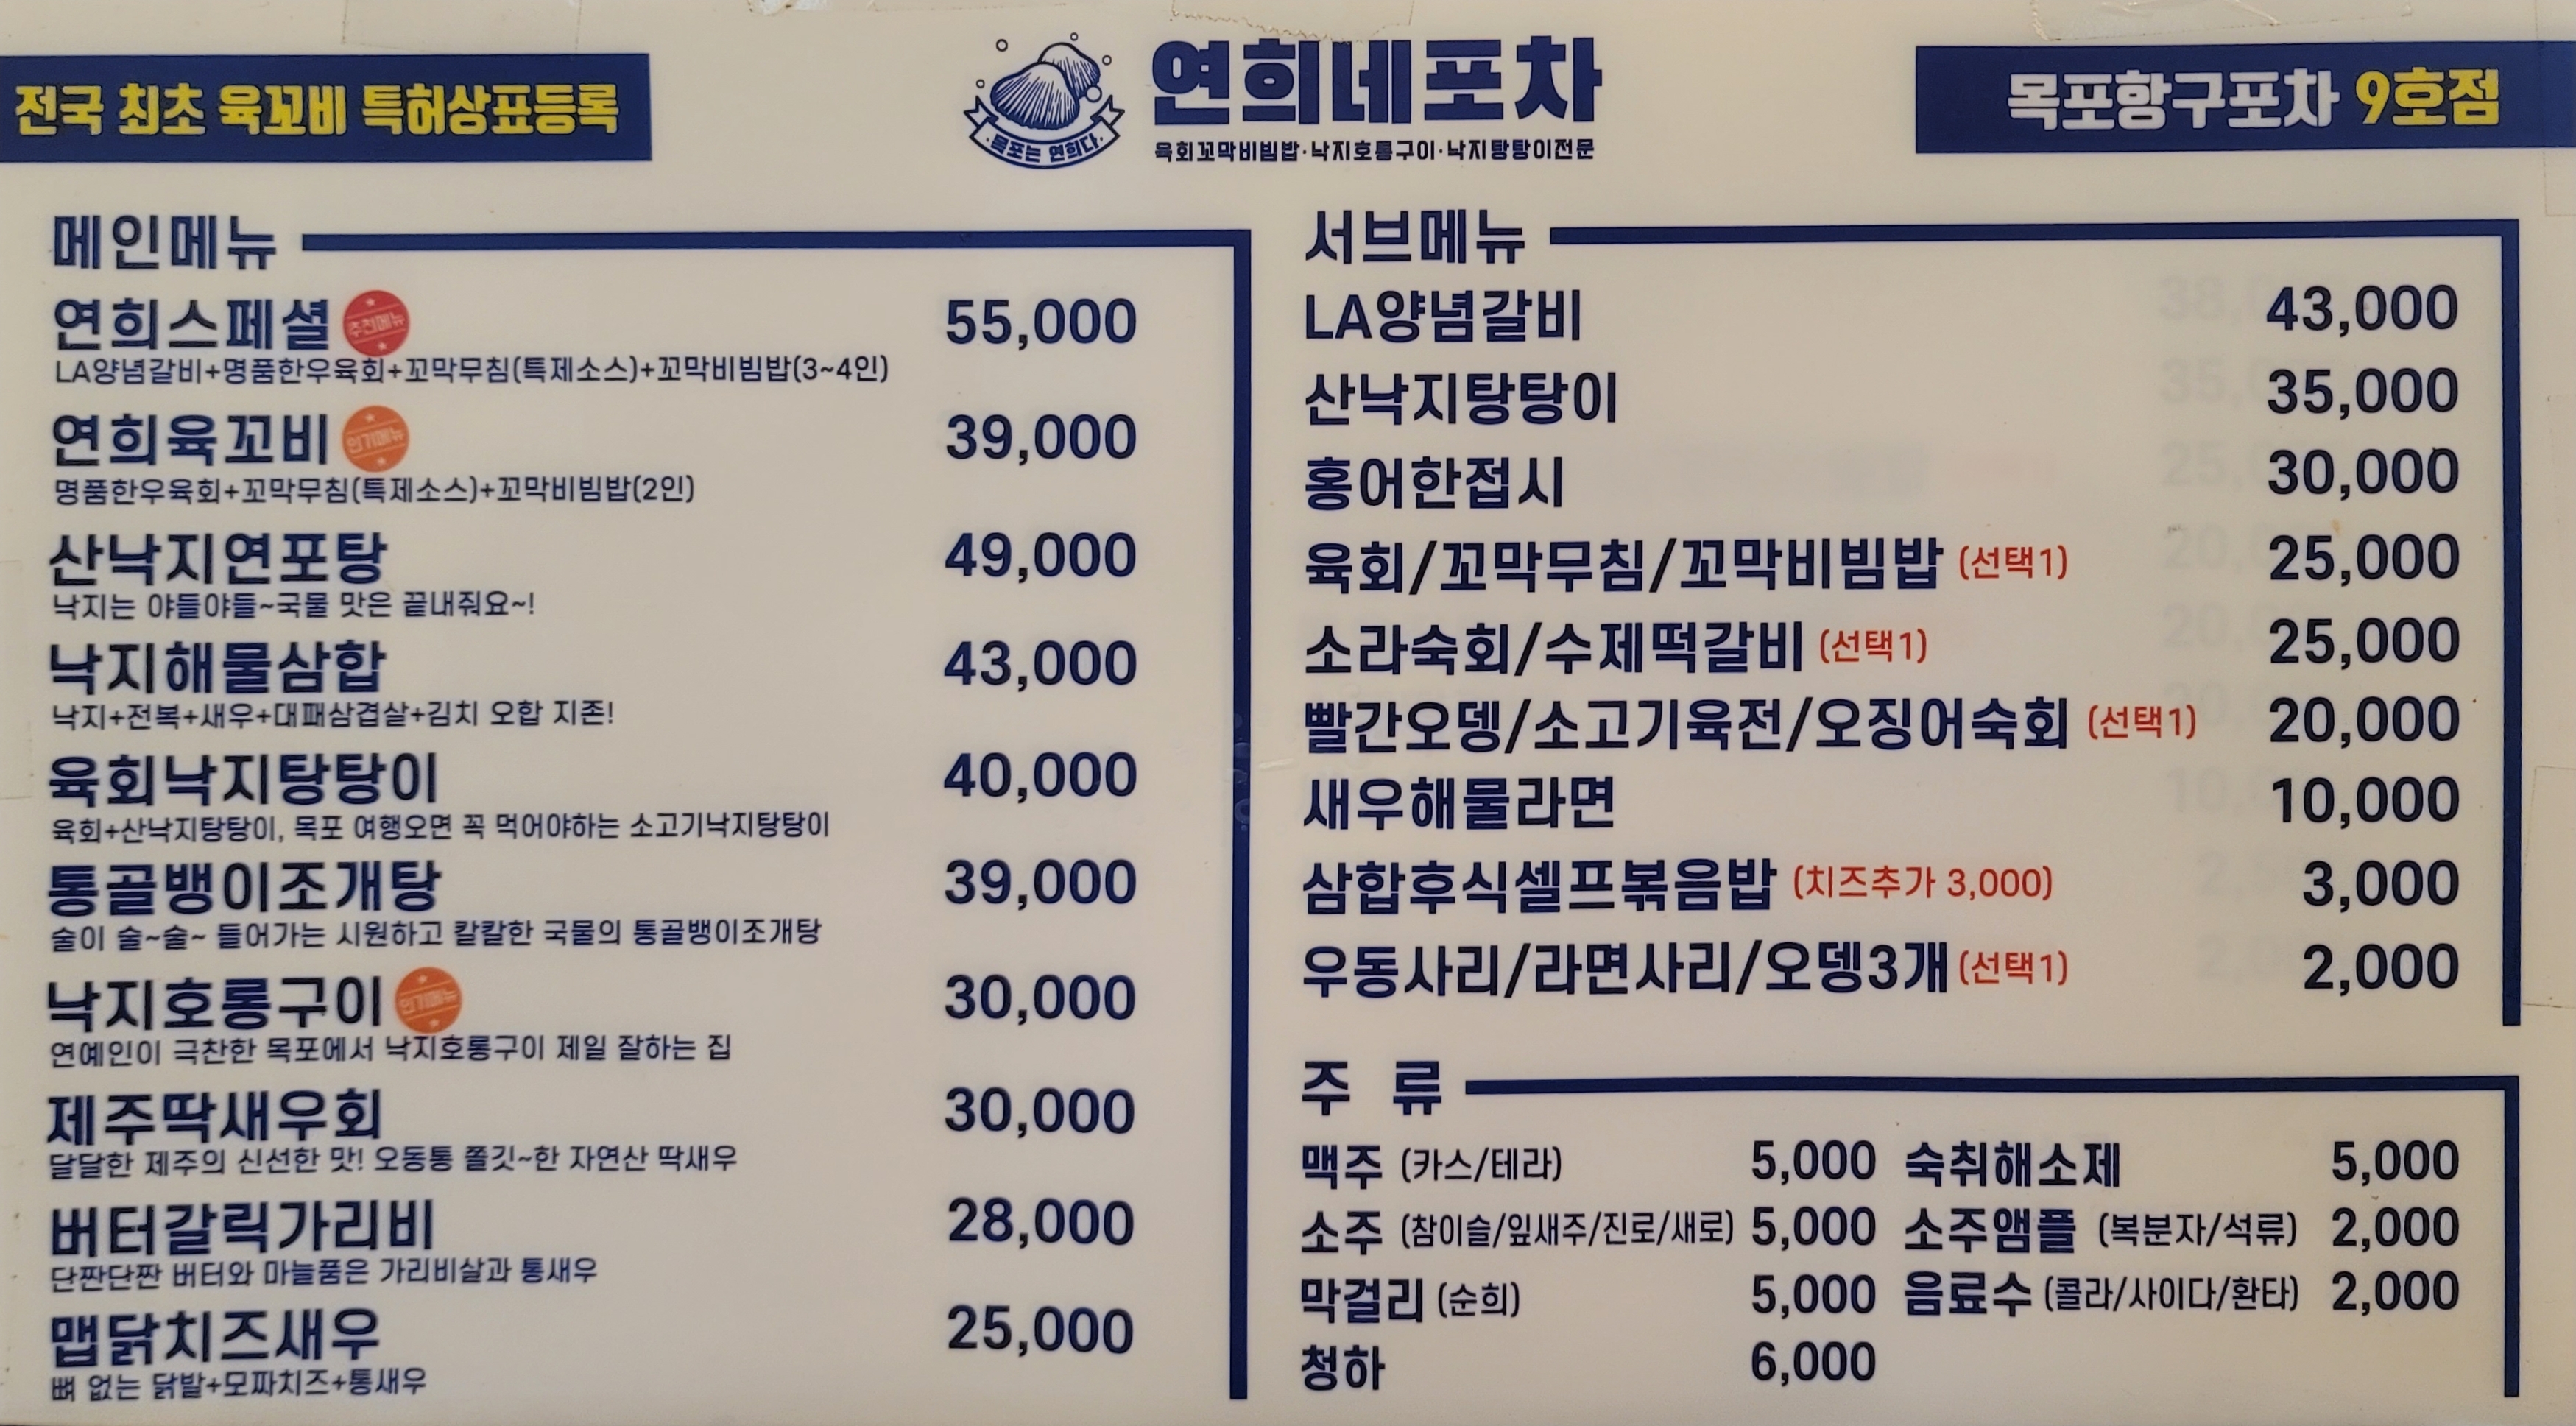 전국 최초 육꼬비 특허상표등록
연희네포차
목포는 연희다
육회꼬막비빔밥·낙지호롱구이·낙지탕탕이전문
목포항구포차 9호점
메인메뉴
연희스페셜 추천메뉴 55,000
LA양념갈비+명품한우육회+꼬막무침(특제소스)+꼬막비빔밥(3~4인)
연희육꼬비 인기메뉴 39,000
명품한우육회+꼬막무침(특제소스)+꼬막비빔밥(2인)
산낙지연포탕 49,000
낙지는 야들야들~국물 맛은 끝내줘요~!
낙지해물삼합 43,000
낙지+전복+새우+대패삼겹살+김치 오합 지존!
육회낙지탕탕이 40,000
육회+산낙지탕탕이, 목포 여행오면 꼭 먹어야하는 소고기낙지탕탕이
통골뱅이조개탕 39,000
술이 술~술~ 들어가는 시원하고 칼칼한 국물의 통골뱅이조개탕
낙지호롱구이 인기메뉴 30,000
연예인이 극찬한 목포에서 낙지호롱구이 제일 잘하는 집
제주딱새우회 30,000
달달한 제주의 신선한 맛! 오동통 쫄깃~한 자연산 딱새우
버터갈릭가리비 28,000
단짠단짠 버터와 마늘품은 가리비살과 통새우
맵닭치즈새우 25,000
뼈 없는 닭발+모짜치즈+통새우
서브메뉴
LA양념갈비 43,000
산낙지탕탕이 35,000
홍어한접시 30,000
육회/꼬막무침/꼬막비빔밥 (선택1) 25,000
소라숙회/수제떡갈비 (선택1) 25,000
빨간오뎅/소고기육전/오징어숙회 (선택1) 20,000
새우해물라면 10,000
삼합후식셀프볶음밥 (치즈추가 3,000) 3,000
우동사리/라면사리/오뎅3개 (선택1) 2,000
주 류
맥주 (카스/테라) 5,000 숙취해소제 5,000
소주 (참이슬/잎새주/진로/새로) 5,000 소주앰플 (복분자/석류) 2,000
막걸리 (순희) 5,000 음료수 (콜라/사이다/환타) 2,000
청하 6,000